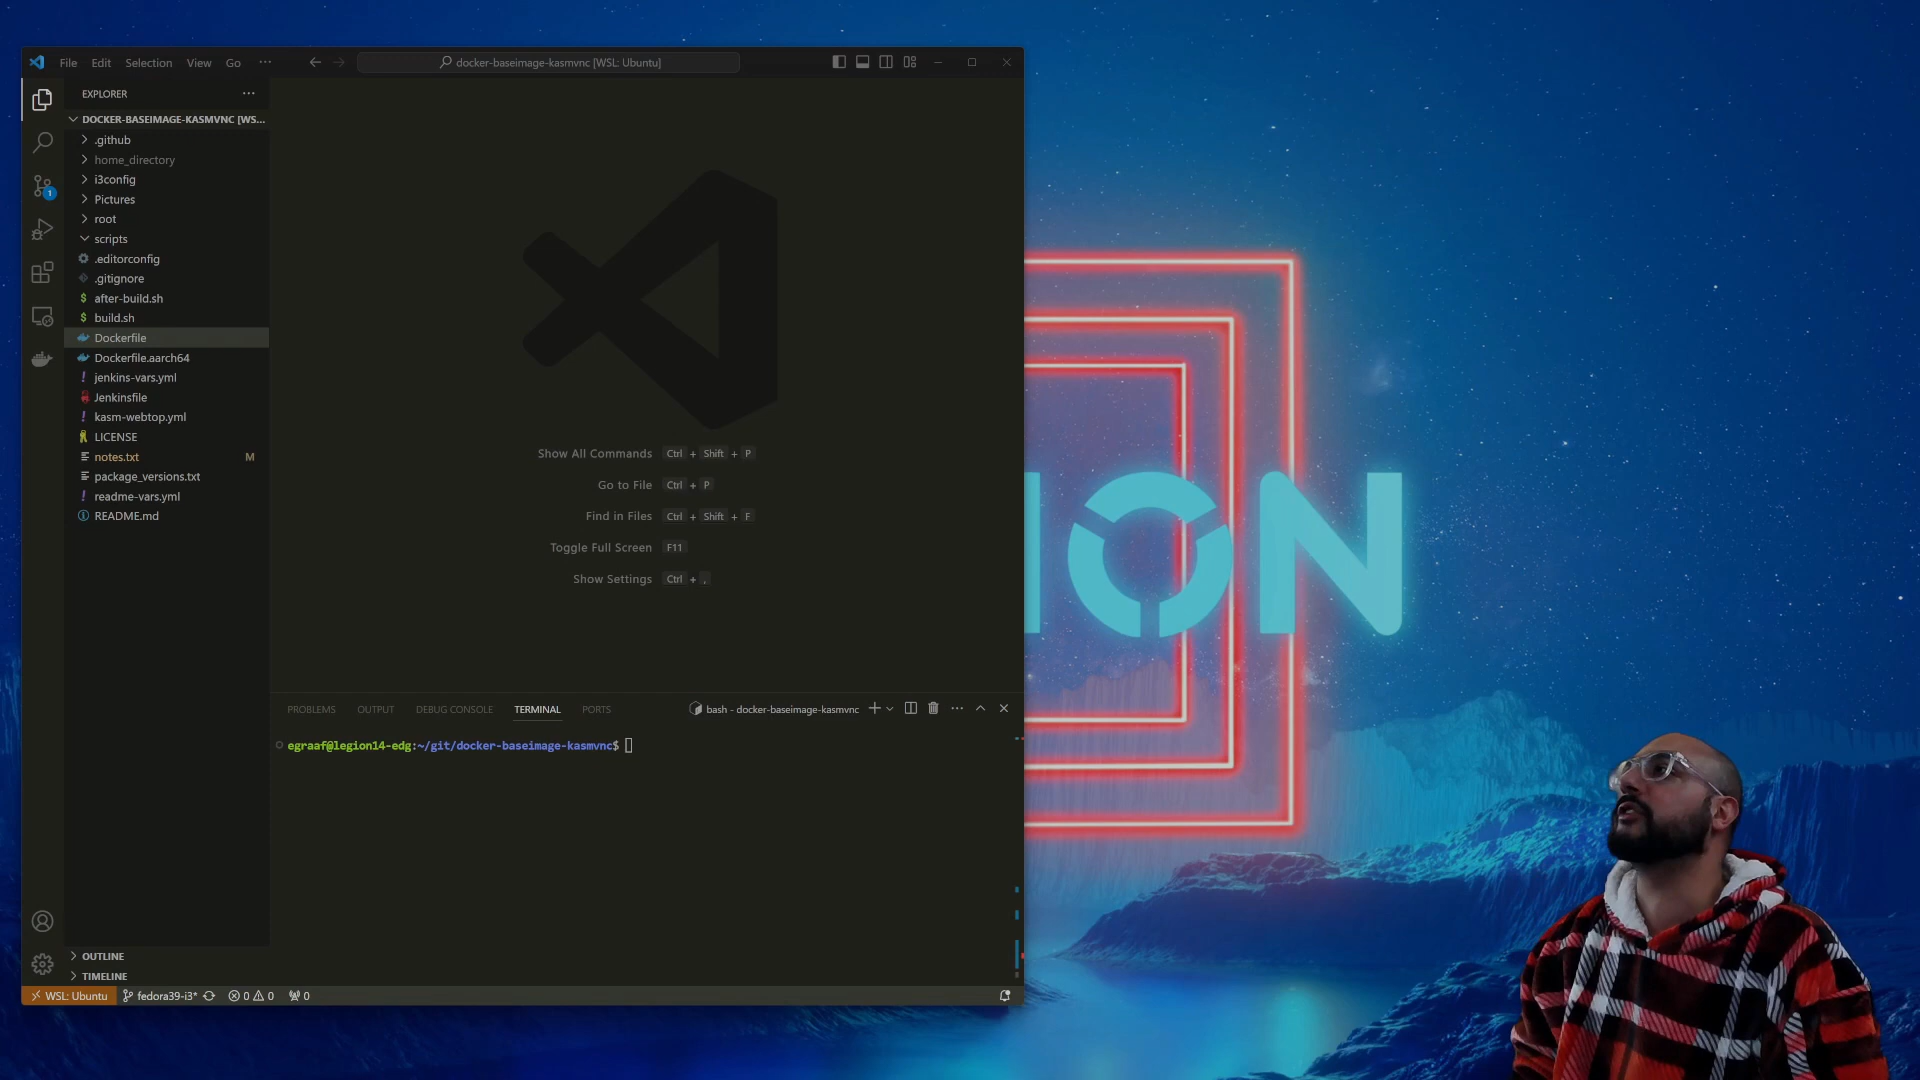 File Edit Selection View Go ··· docker-baseimage-kasmvnc [WSL: Ubuntu]
EXPLORER
DOCKER-BASEIMAGE-KASMVNC [WS...
.github
home_directory
i3config
Pictures
root
scripts
.editorconfig
.gitignore
$ after-build.sh
$ build.sh
Dockerfile
Dockerfile.aarch64
! jenkins-vars.yml
Jenkinsfile
! kasm-webtop.yml
LICENSE
notes.txt M
package_versions.txt
! readme-vars.yml
README.md
OUTLINE
TIMELINE
1
Show All Commands Ctrl + Shift + P
Go to File Ctrl + P
Find in Files Ctrl + Shift + F
Toggle Full Screen F11
Show Settings Ctrl + ,
PROBLEMS OUTPUT DEBUG CONSOLE TERMINAL PORTS bash - docker-baseimage-kasmvnc
egraaf@legion14-edg:~/git/docker-baseimage-kasmvnc$
WSL: Ubuntu fedora39-i3* 0 0 0
ION